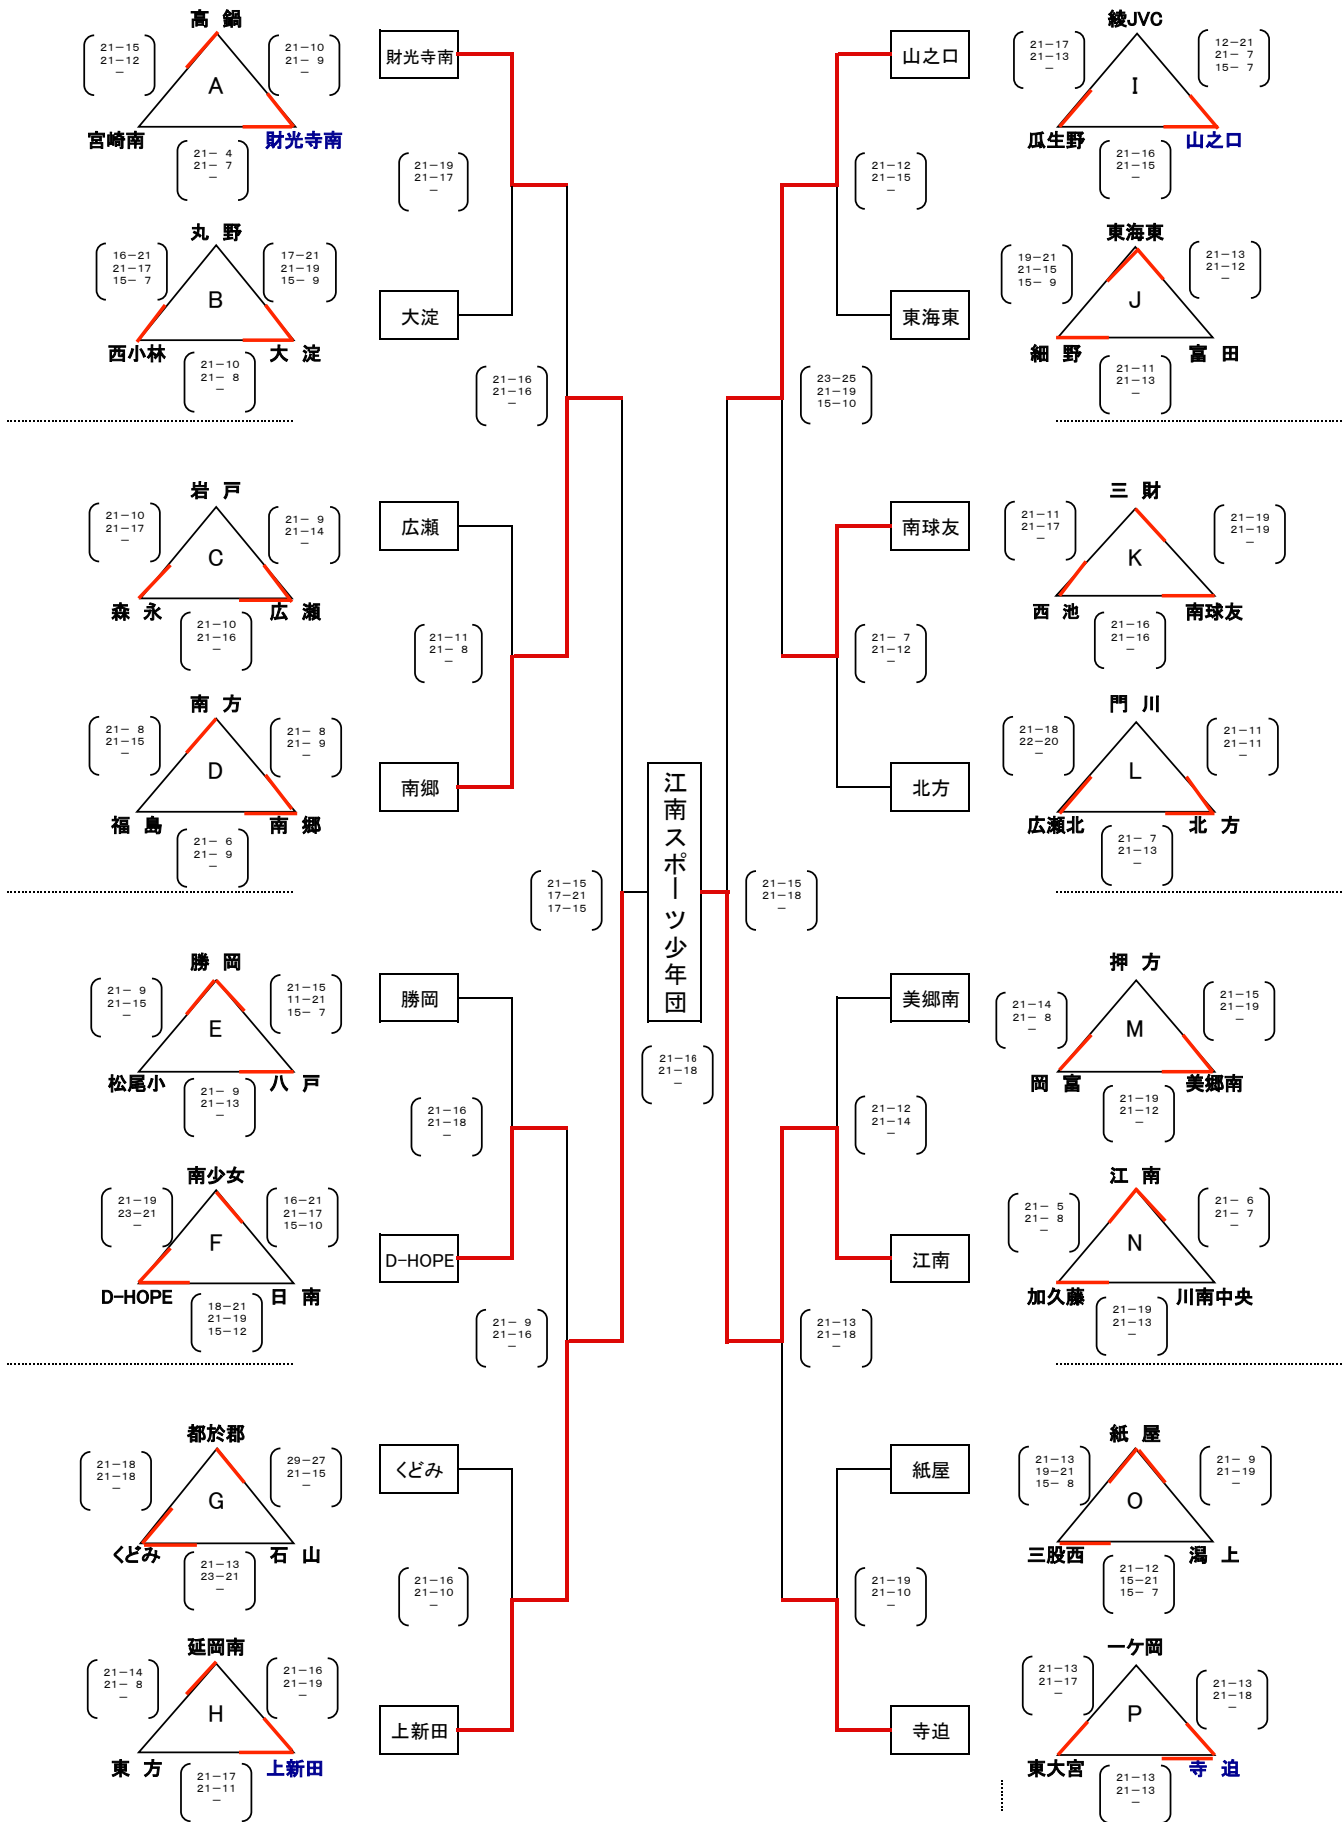 高　鍋
21－15
21－12
－
21－10
21－ 9
－
A
宮崎南
財光寺南
21－ 4
21－ 7
－
丸　野
16－21
21－17
15－ 7
17－21
21－19
15－ 9
B
西小林
大　淀
21－10
21－ 8
－
岩　戸
21－10
21－17
－
21－ 9
21－14
－
C
森　永
広　瀬
21－10
21－16
－
南　方
21－ 8
21－15
－
21－ 8
21－ 9
－
D
福　島
南　郷
21－ 6
21－ 9
－
勝　岡
21－ 9
21－15
－
21－15
11－21
15－ 7
E
松尾小
八　戸
21－ 9
21－13
－
南少女
21－19
23－21
－
16－21
21－17
15－10
F
D-HOPE
日　南
18－21
21－19
15－12
都於郡
21－18
21－18
－
29－27
21－15
－
G
くどみ
石　山
21－13
23－21
－
延岡南
21－14
21－ 8
－
21－16
21－19
－
H
東　方
上新田
21－17
21－11
－
財光寺南
21－19
21－17
－
大淀
21－16
21－16
－
広瀬
21－11
21－ 8
－
南郷
21－15
17－21
17－15
勝岡
21－16
21－18
－
D-HOPE
21－ 9
21－16
－
くどみ
21－16
21－10
－
上新田
江南スポーツ少年団
21－16
21－18
－
山之口
21－12
21－15
－
東海東
23－25
21－19
15－10
南球友
21－ 7
21－12
－
北方
21－15
21－18
－
美郷南
21－12
21－14
－
江南
21－13
21－18
－
紙屋
21－19
21－10
－
寺迫
綾JVC
21－17
21－13
－
12－21
21－ 7
15－ 7
I
瓜生野
山之口
21－16
21－15
－
東海東
19－21
21－15
15－ 9
21－13
21－12
－
J
細　野
富　田
21－11
21－13
－
三　財
21－11
21－17
－
21－19
21－19
－
K
西　池
南球友
21－16
21－16
－
門　川
21－18
22－20
－
21－11
21－11
－
L
広瀬北
北　方
21－ 7
21－13
－
押　方
21－14
21－ 8
－
21－15
21－19
－
M
岡　富
美郷南
21－19
21－12
－
江　南
21－ 5
21－ 8
－
21－ 6
21－ 7
－
N
加久藤
川南中央
21－19
21－13
－
紙　屋
21－13
19－21
15－ 8
21－ 9
21－19
－
O
三股西
潟　上
21－12
15－21
15－ 7
一ケ岡
21－13
21－17
－
21－13
21－18
－
P
東大宮
寺　迫
21－13
21－13
－